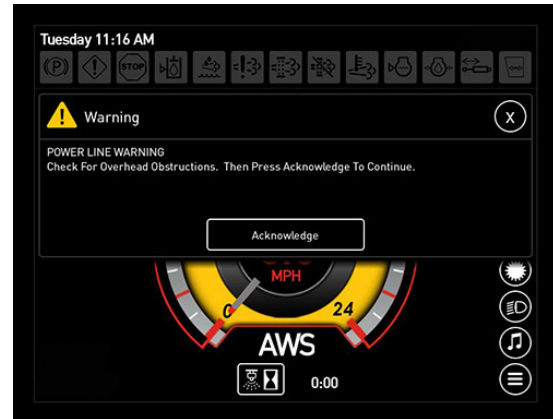 Tuesday 11:16 AM
(P) STOP
Warning X
POWER LINE WARNING
Check For Overhead Obstructions. Then Press Acknowledge To Continue.
Acknowledge
MPH
0 24
AWS
0:00